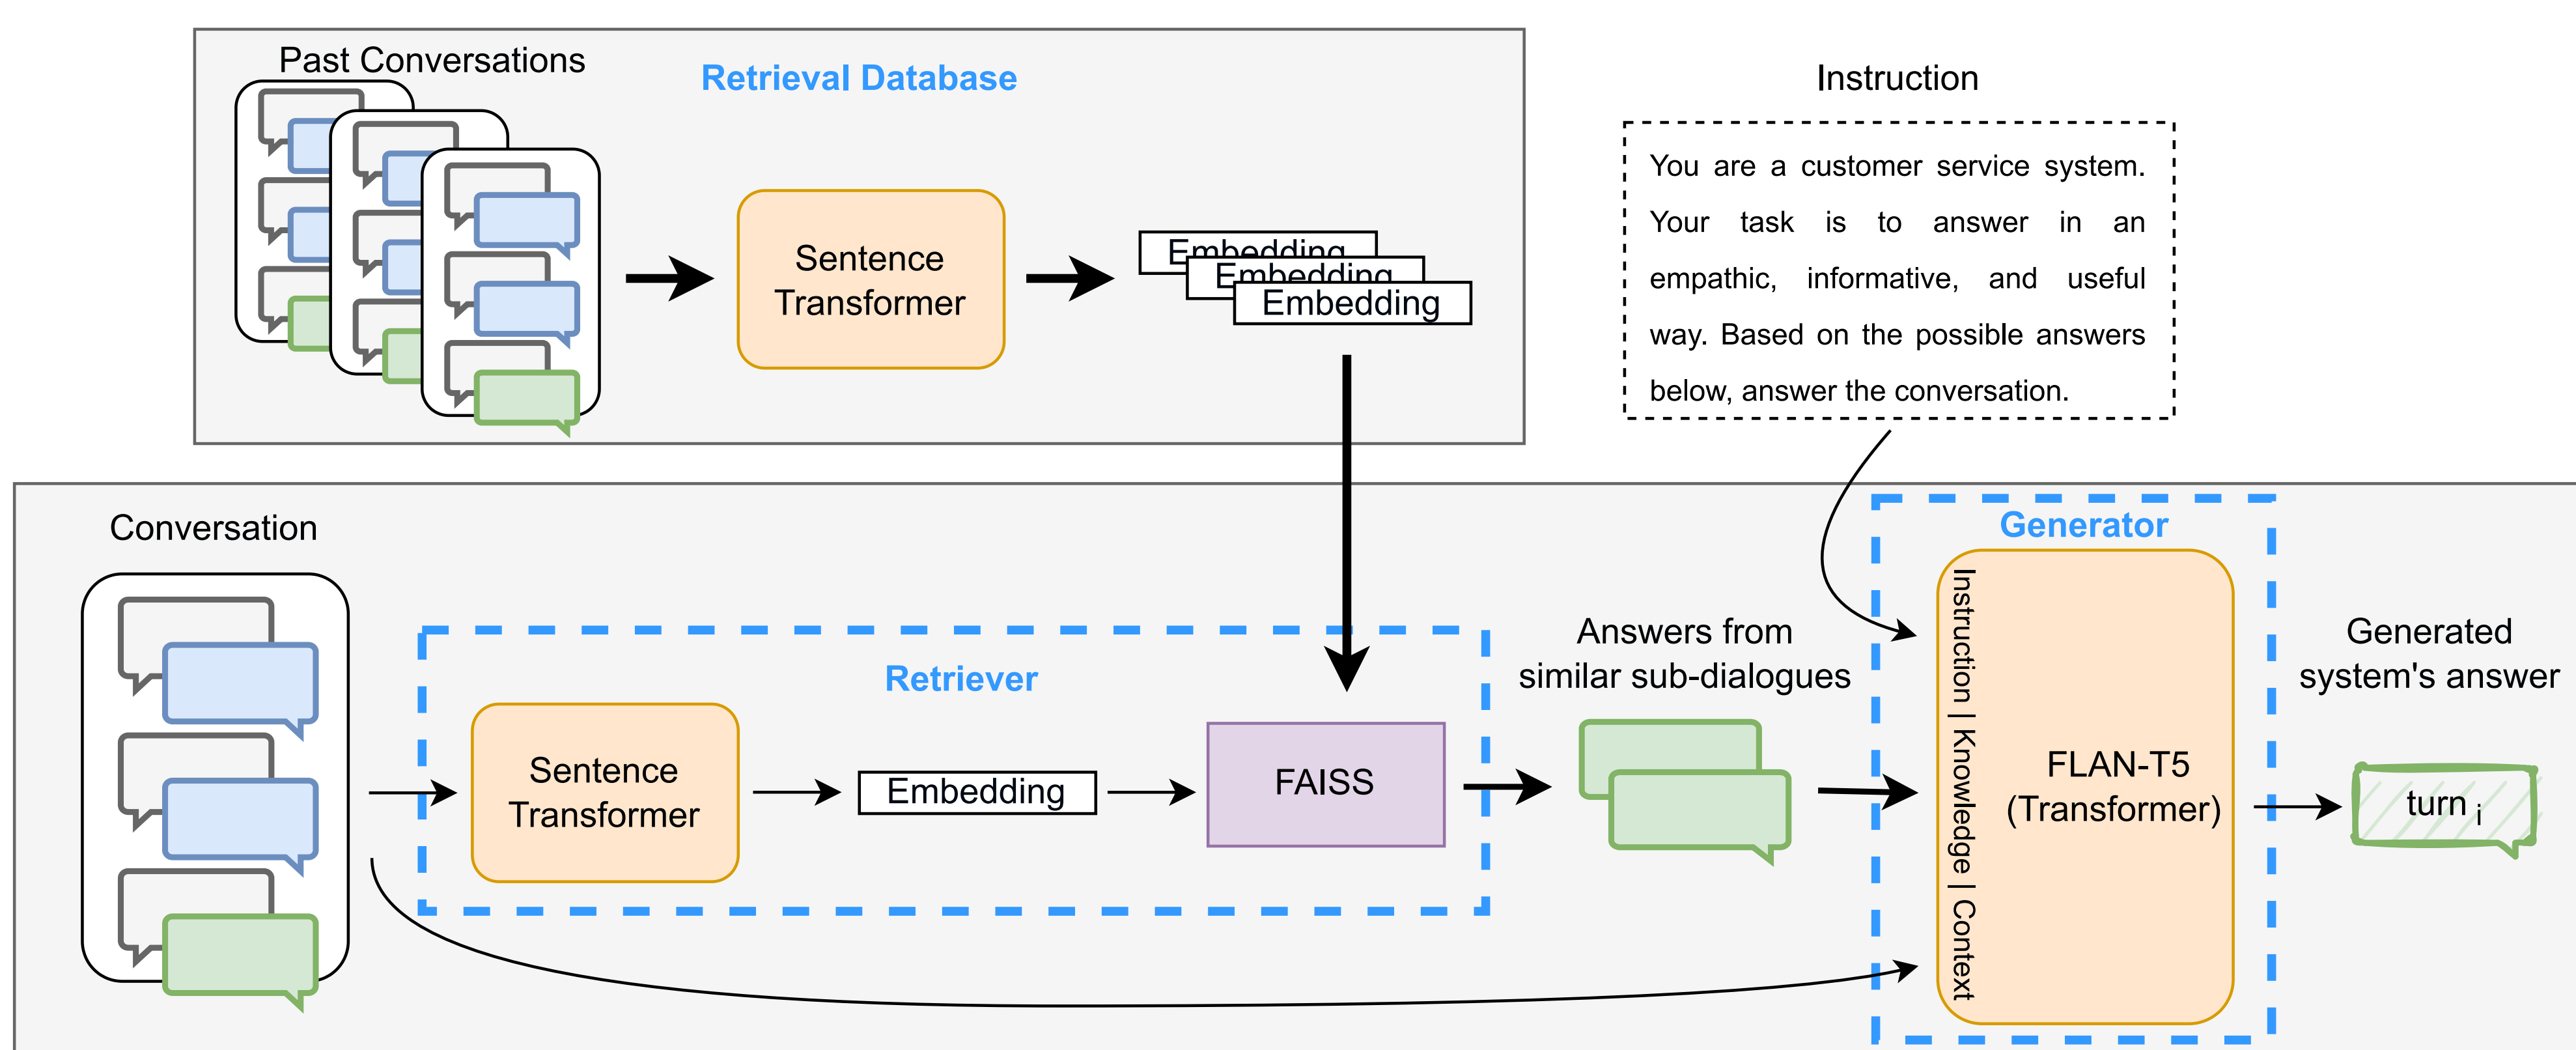 Past Conversations
Retrieval Database
Sentence
Transformer
Embedding
Embedding
Embedding
Instruction
You are a customer service system.
Your task is to answer in an
empathic, informative, and useful
way. Based on the possible answers
below, answer the conversation.
Conversation
Retriever
Sentence
Transformer
Embedding
FAISS
Answers from
similar sub-dialogues
Generator
Instruction | Knowledge | Context
FLAN-T5
(Transformer)
Generated
system's answer
turn i